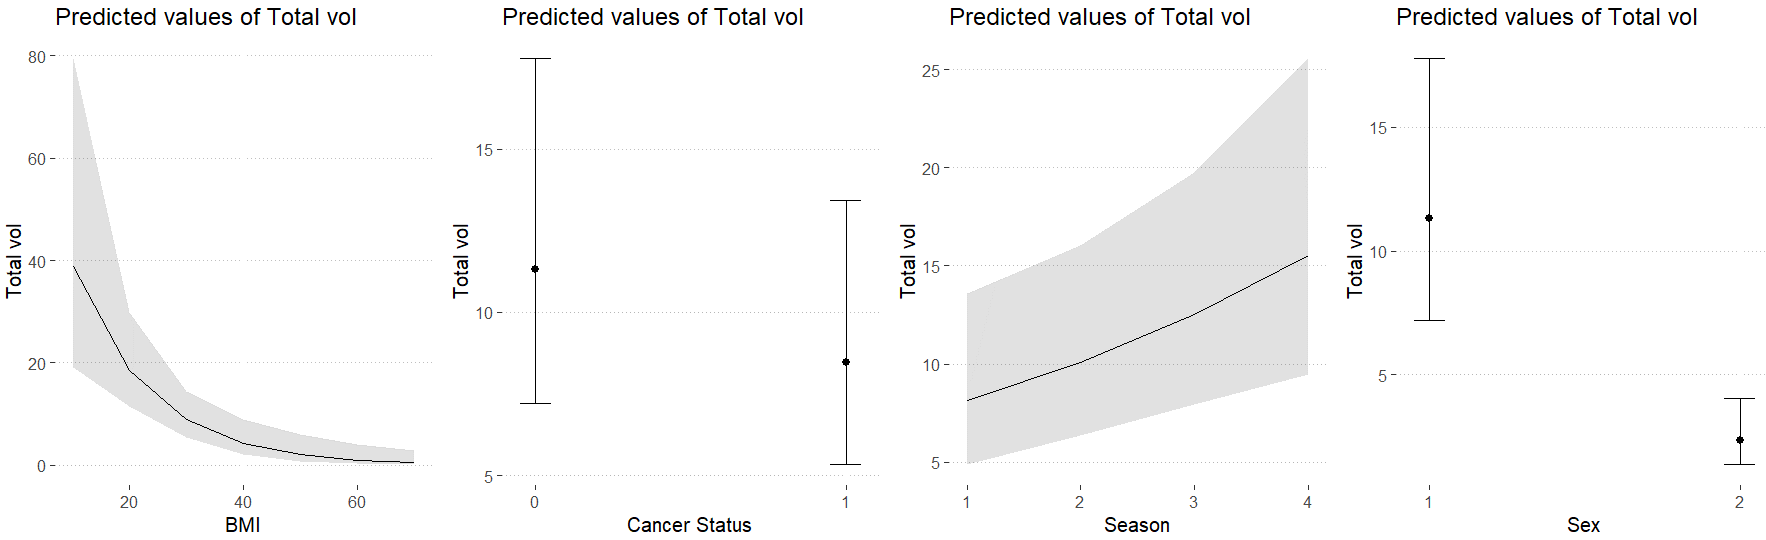 Predicted values of Total vol
Total vol
80
60
40
20
0
20
40
60
BMI
Predicted values of Total vol
Total vol
15
10
5
0
1
Cancer Status
Predicted values of Total vol
Total vol
25
20
15
10
5
1
2
3
4
Season
Predicted values of Total vol
Total vol
15
10
5
1
2
Sex